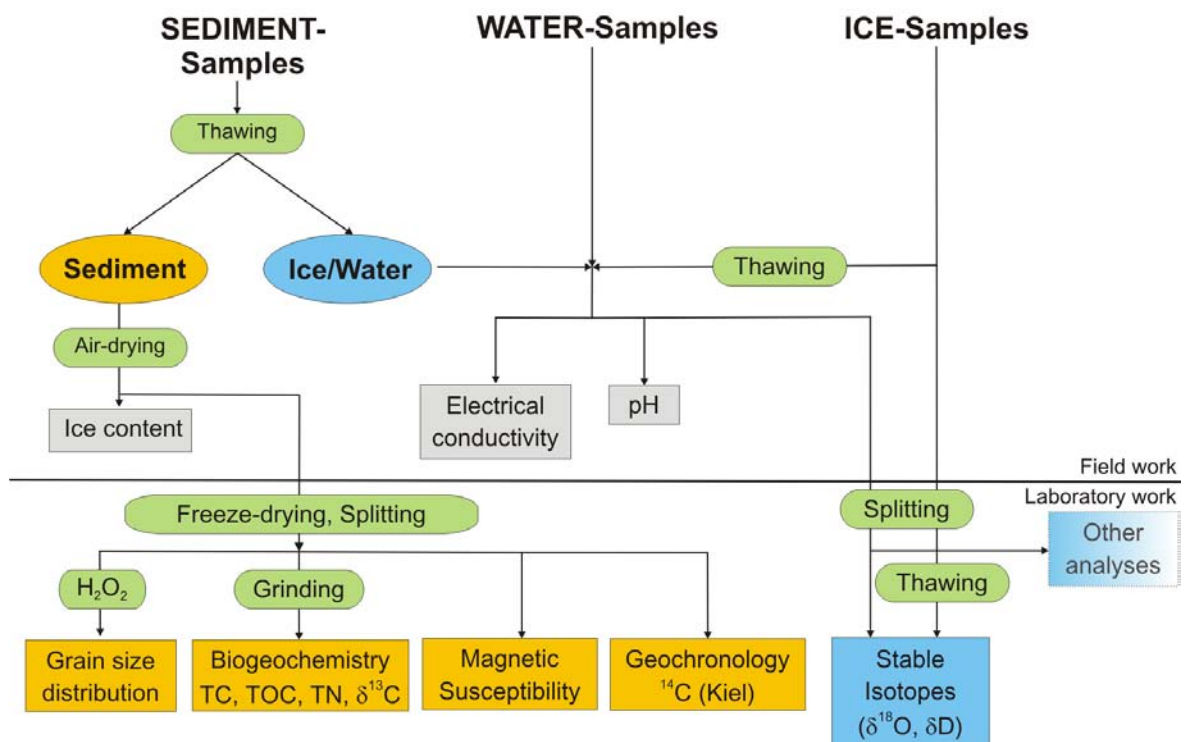 SEDIMENT-
Samples
WATER-Samples
ICE-Samples
Thawing
Sediment
Ice/Water
Thawing
Air-drying
Ice content
Electrical
conductivity
pH
Field work
Laboratory work
Freeze-drying, Splitting
Splitting
Other
analyses
H₂O₂
Grinding
Thawing
Grain size
distribution
Biogeochemistry
TC, TOC, TN, δ¹³C
Magnetic
Susceptibility
Geochronology
¹⁴C (Kiel)
Stable
Isotopes
(δ¹⁸O, δD)